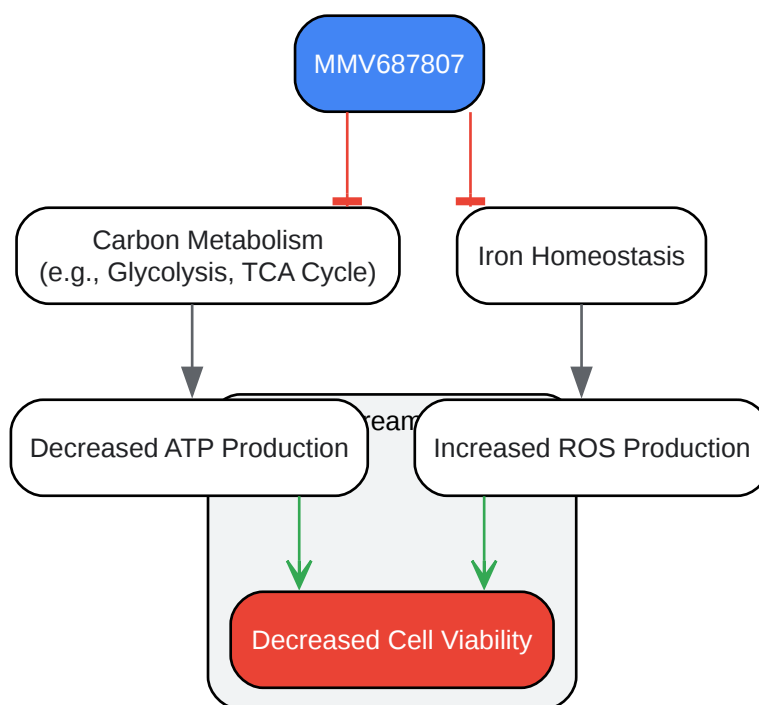 MMV687807
Carbon Metabolism
(e.g., Glycolysis, TCA Cycle)
Iron Homeostasis
Decreased ATP Production
Increased ROS Production
Decreased Cell Viability